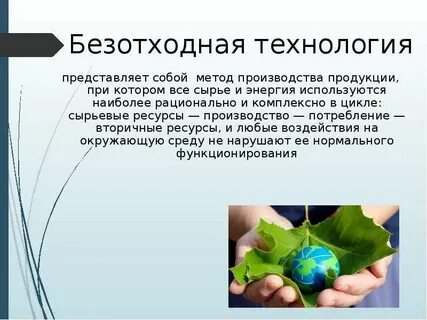 Безотходная технология
представляет собой метод производства продукции,
при котором все сырье и энергия используются
наиболее рационально и комплексно в цикле:
сырьевые ресурсы — производство — потребление —
вторичные ресурсы, и любые воздействия на
окружающую среду не нарушают ее нормального
функционирования